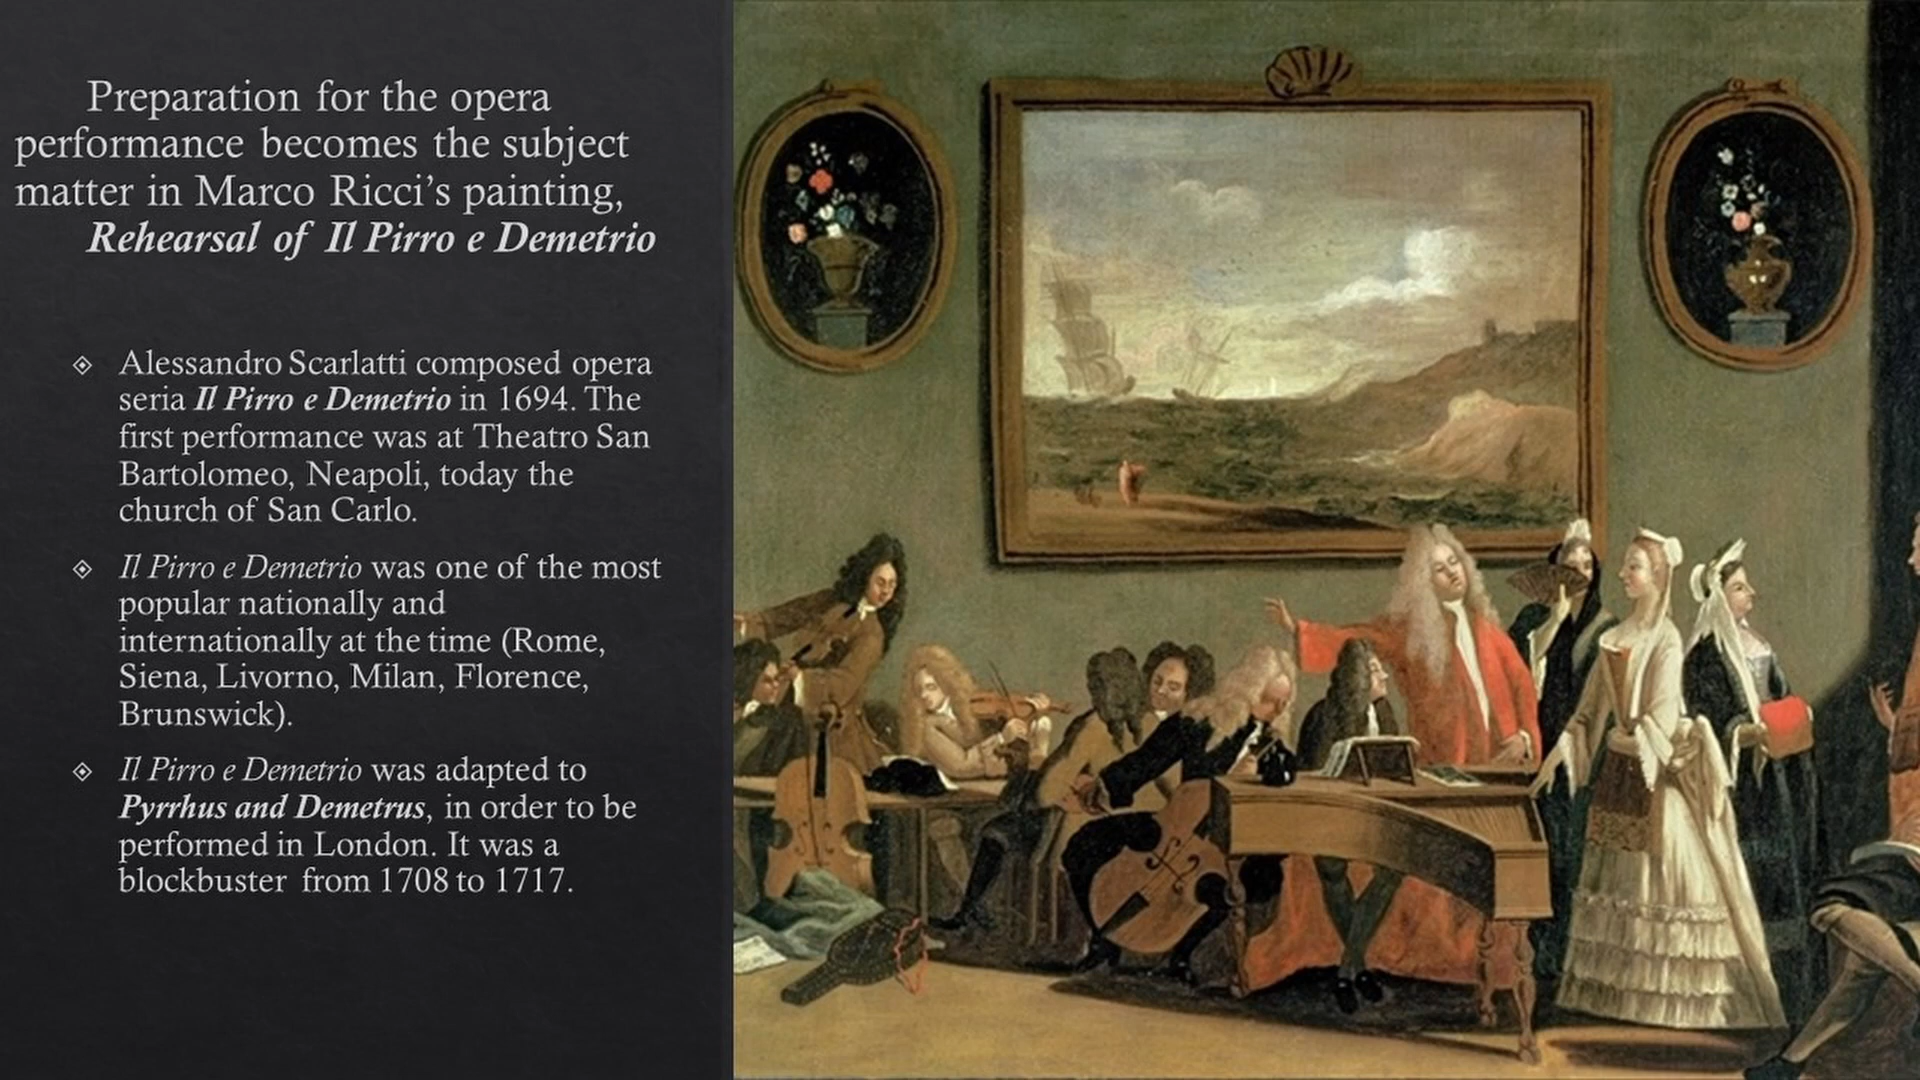 Preparation for the opera
performance becomes the subject
matter in Marco Ricci’s painting,
Rehearsal of Il Pirro e Demetrio
Alessandro Scarlatti composed opera
seria Il Pirro e Demetrio in 1694. The
first performance was at Theatro San
Bartolomeo, Neapoli, today the
church of San Carlo.
Il Pirro e Demetrio was one of the most
popular nationally and
internationally at the time (Rome,
Siena, Livorno, Milan, Florence,
Brunswick).
Il Pirro e Demetrio was adapted to
Pyrrhus and Demetrus, in order to be
performed in London. It was a
blockbuster from 1708 to 1717.